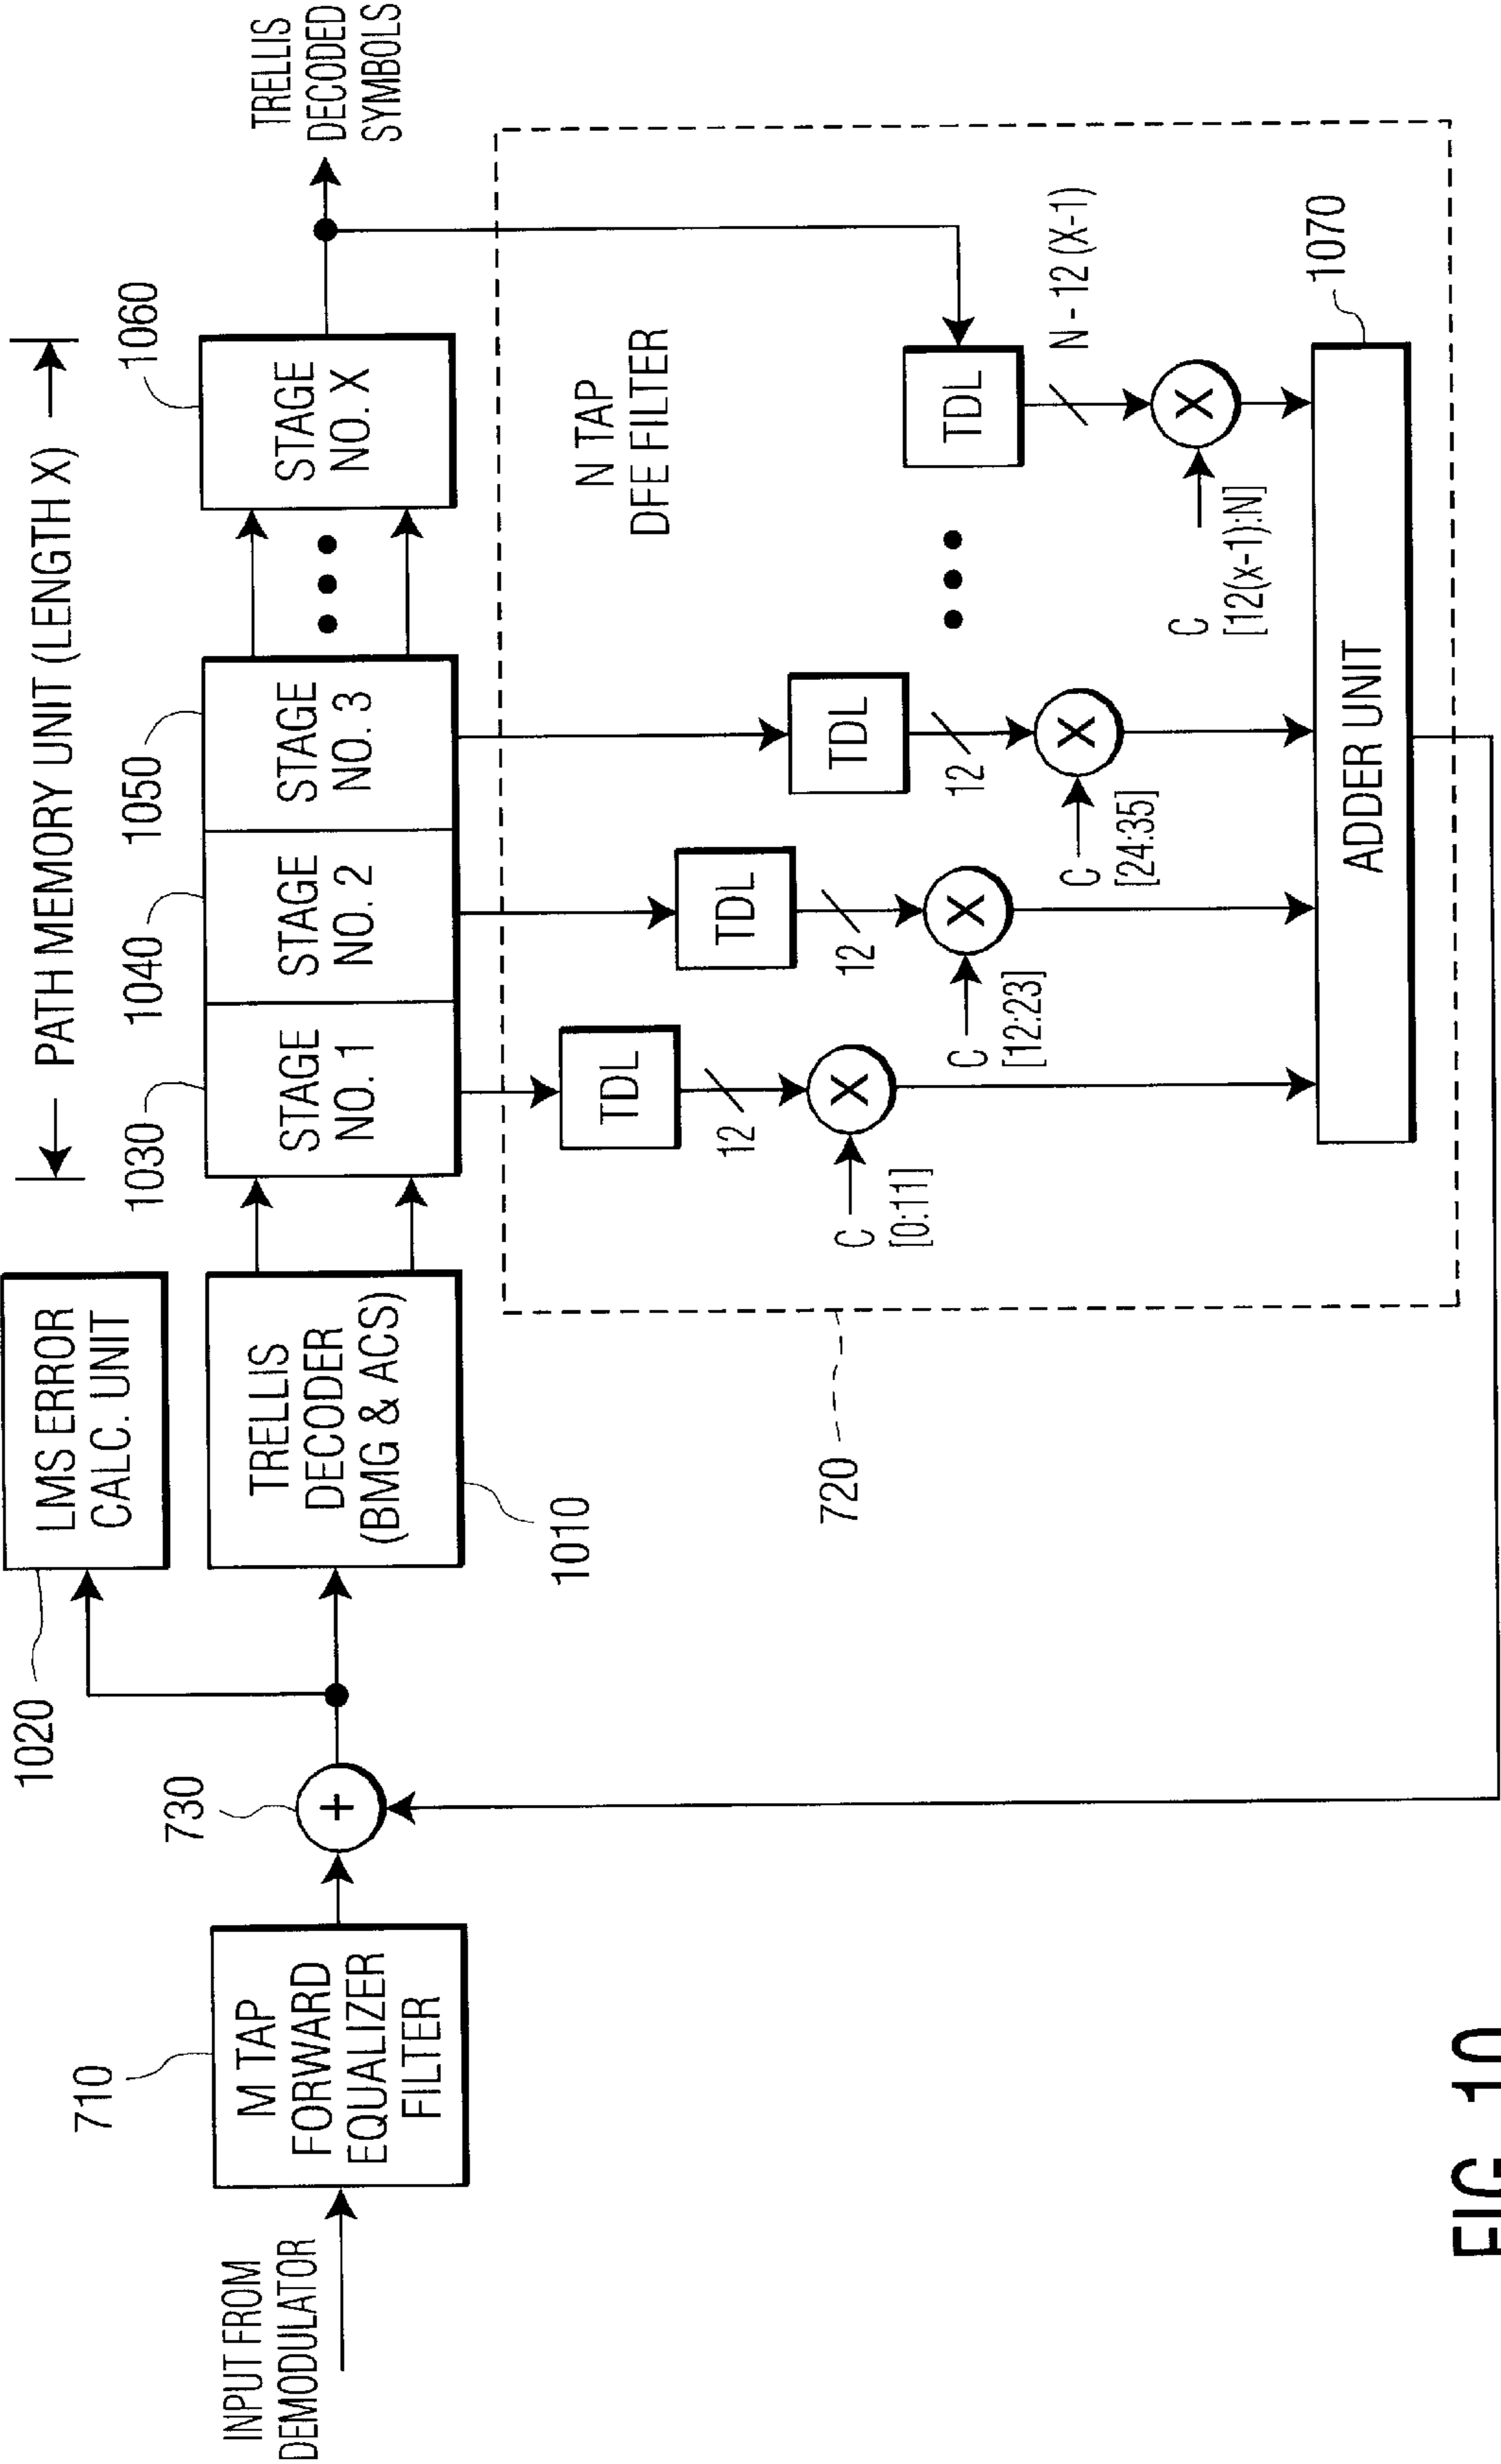 INPUT FROM
DEMODULATOR
710
M TAP
FORWARD
EQUALIZER
FILTER
730
+
1020
LMS ERROR
CALC. UNIT
TRELLIS
DECODER
(BMG & ACS)
1010
PATH MEMORY UNIT (LENGTH X)
1030
1040
1050
1060
STAGE
NO. 1
STAGE
NO. 2
STAGE
NO. 3
STAGE
NO. X
TRELLIS
DECODED
SYMBOLS
720
N TAP
DFE FILTER
TDL
12
X
C
[0:11]
TDL
12
X
C
[12:23]
TDL
12
X
C
[24:35]
TDL
N - 12 (X-1)
X
C
[12(x-1):N]
ADDER UNIT
1070
FIG. 10